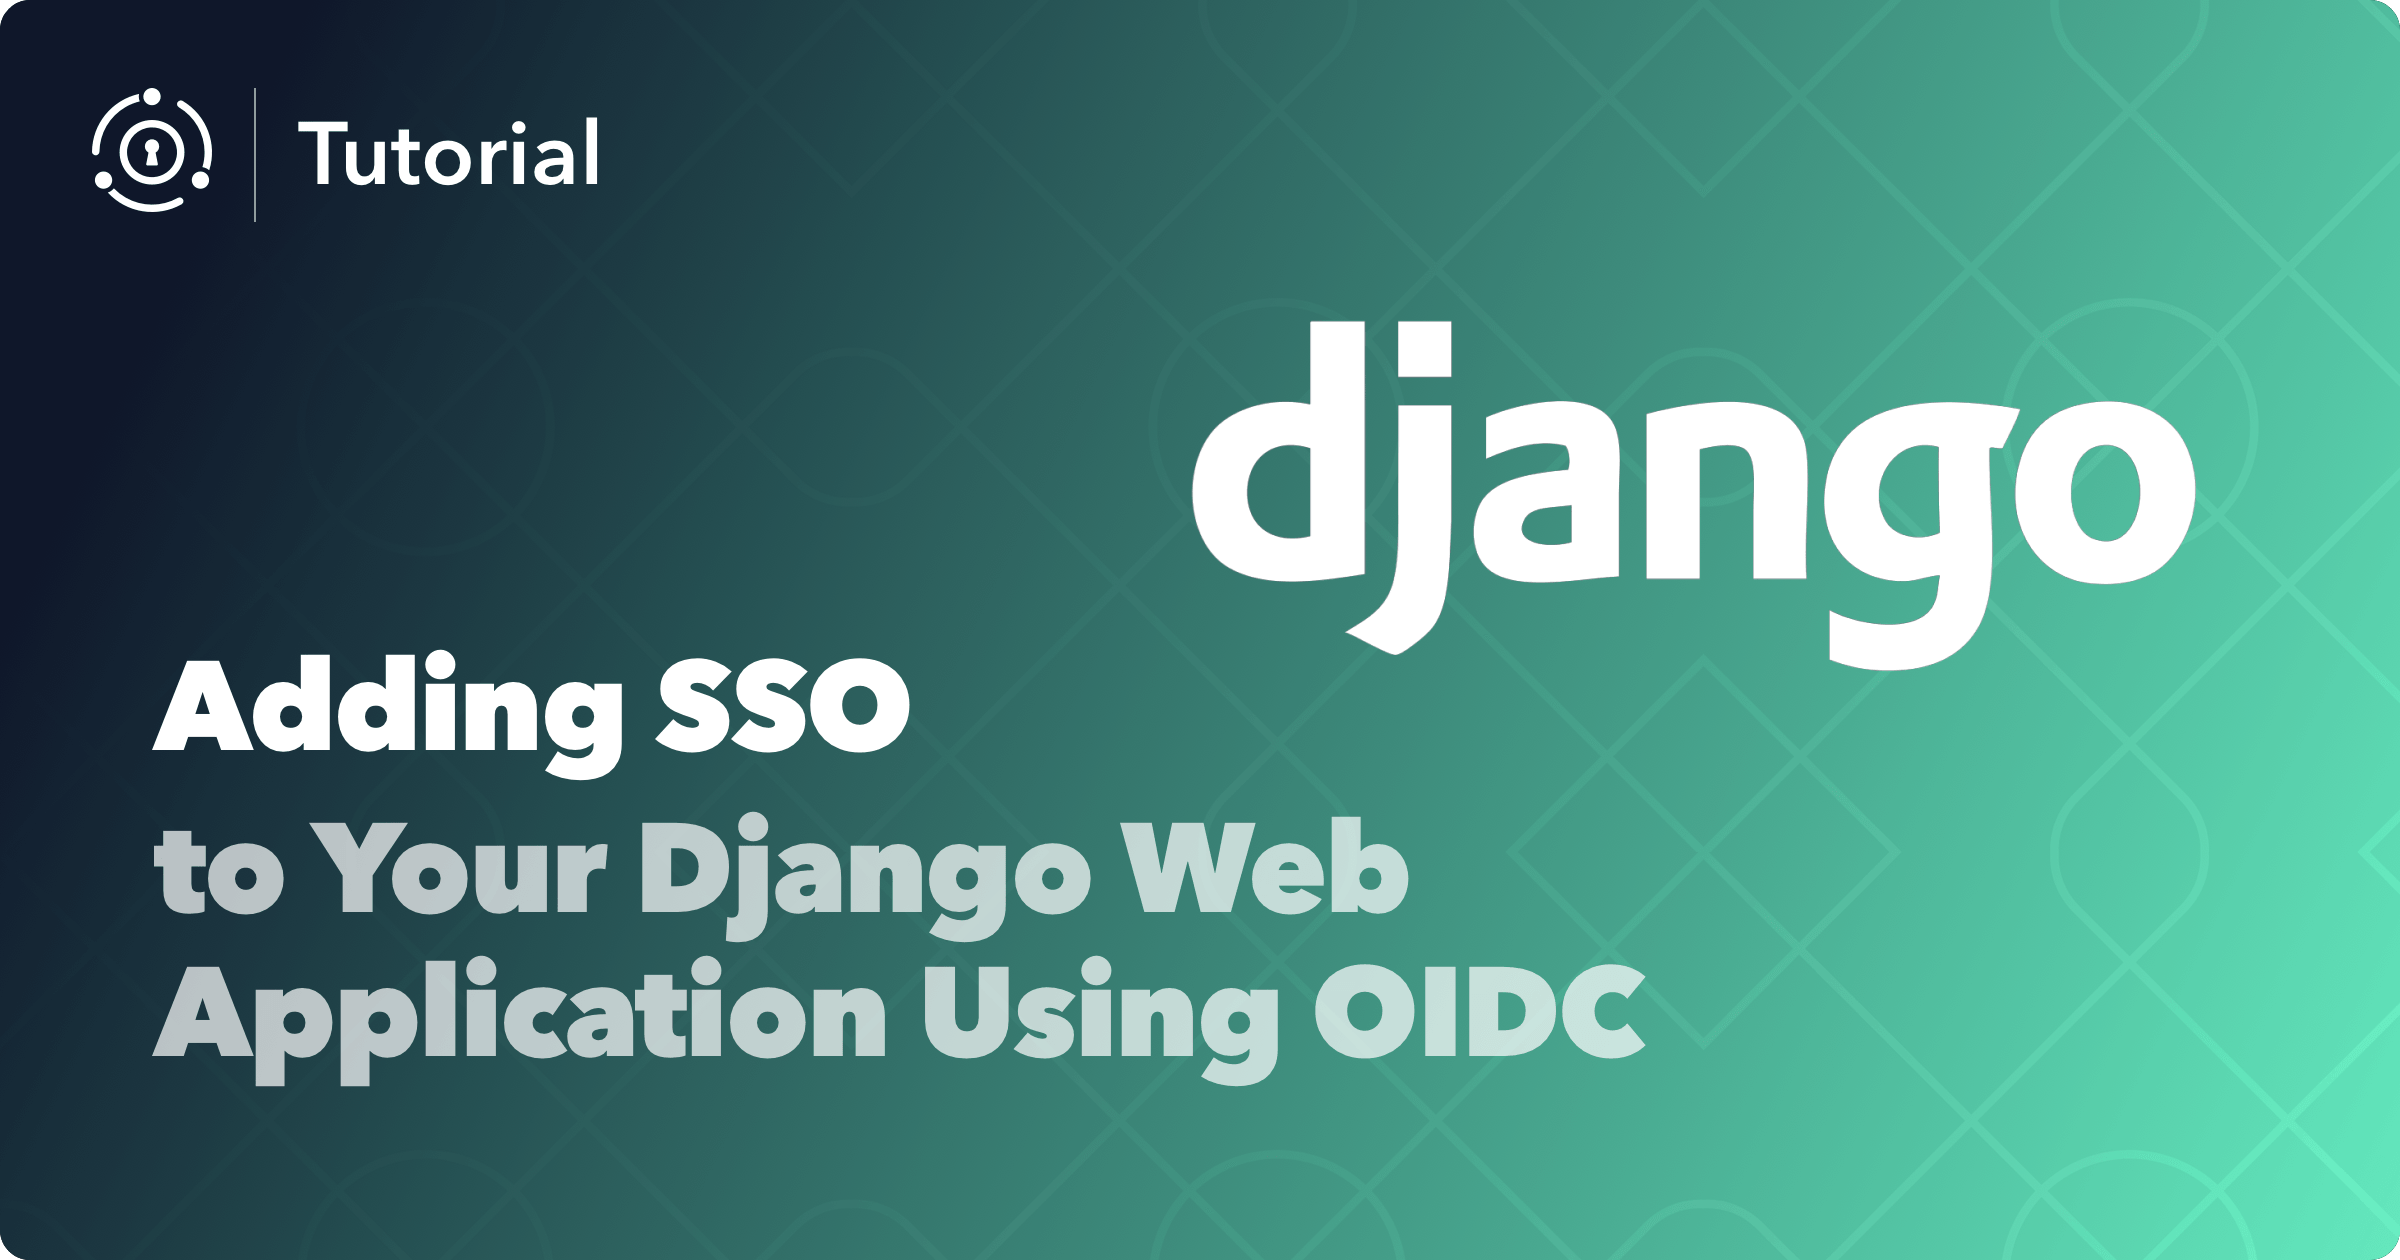 Tutorial
django
Adding SSO
to Your Django Web
Application Using OIDC